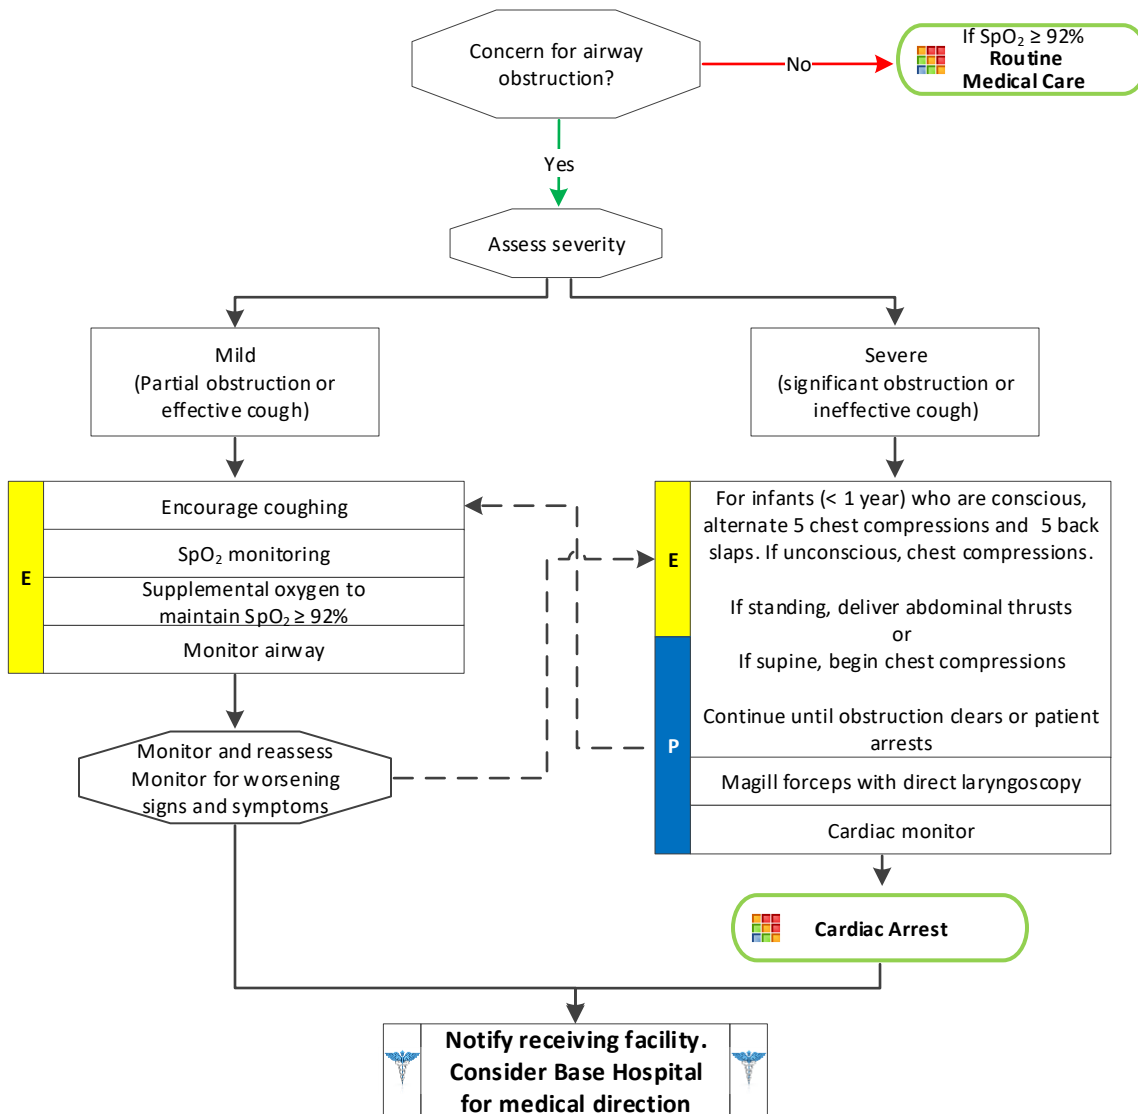 Concern for airway
obstruction?
No
If SpO₂ ≥ 92%
Routine
Medical Care
Yes
Assess severity
Mild
(Partial obstruction or
effective cough)
Severe
(significant obstruction or
ineffective cough)
E
Encourage coughing
SpO₂ monitoring
Supplemental oxygen to
maintain SpO₂ ≥ 92%
Monitor airway
E
For infants (< 1 year) who are conscious,
alternate 5 chest compressions and 5 back
slaps. If unconscious, chest compressions.
If standing, deliver abdominal thrusts
or
If supine, begin chest compressions
P
Continue until obstruction clears or patient
arrests
Magill forceps with direct laryngoscopy
Cardiac monitor
Monitor and reassess
Monitor for worsening
signs and symptoms
Cardiac Arrest
Notify receiving facility.
Consider Base Hospital
for medical direction